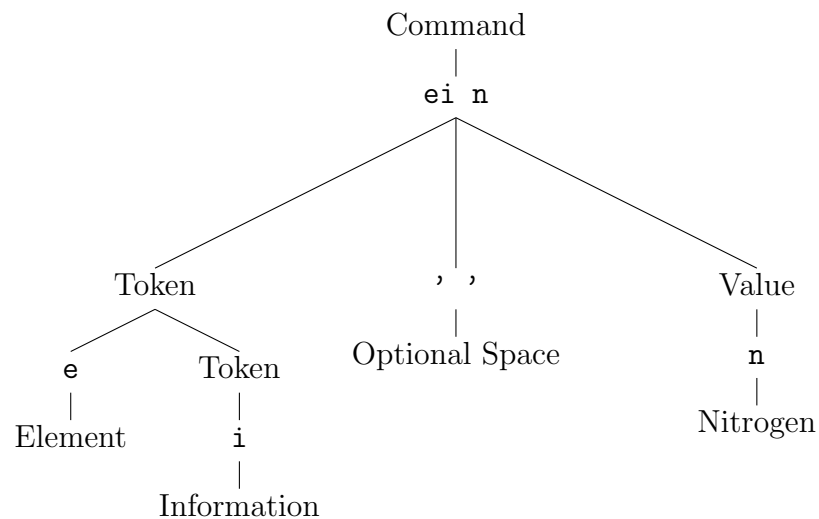 Command
ei n
Token ’ ’ Value
e Token Optional Space n
Element i Nitrogen
Information